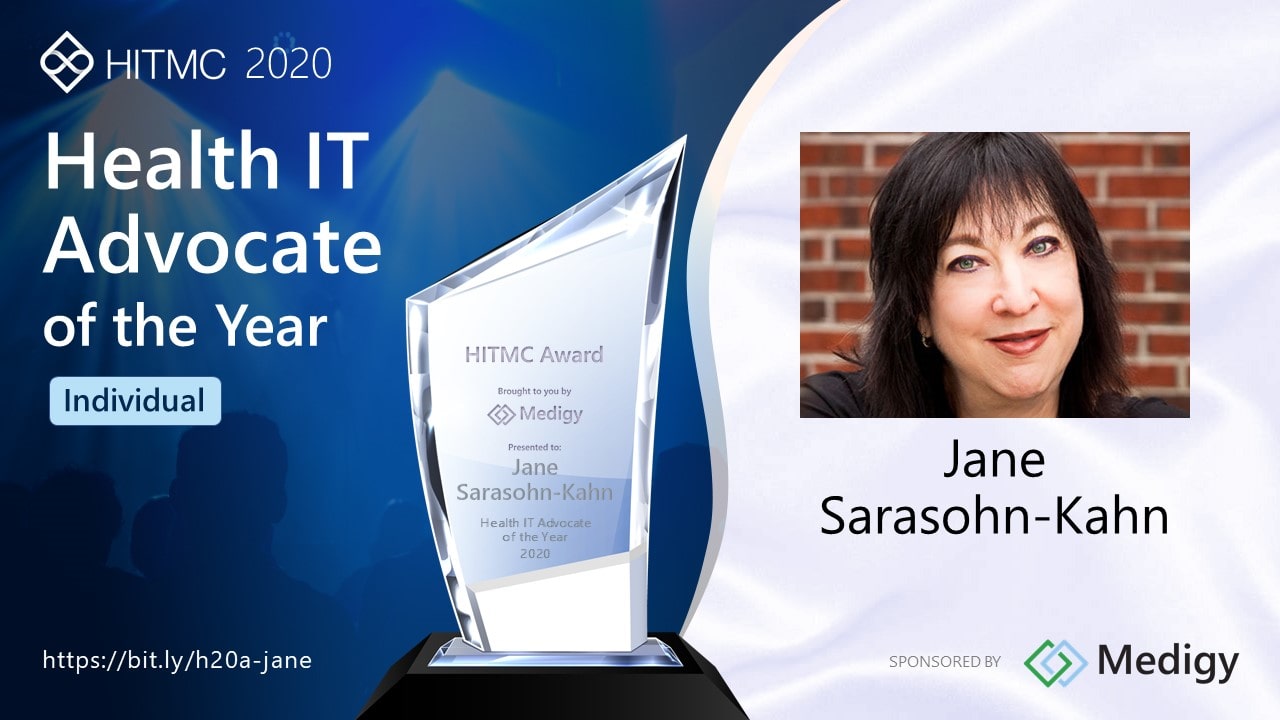 HITMC 2020
Health IT
Advocate
of the Year
Individual
HITMC Award
Brought to you by
Medigy
Presented to:
Jane
Sarasohn-Kahn
Health IT Advocate
of the Year
2020
https://bit.ly/h20a-jane
Jane
Sarasohn-Kahn
SPONSORED BY Medigy